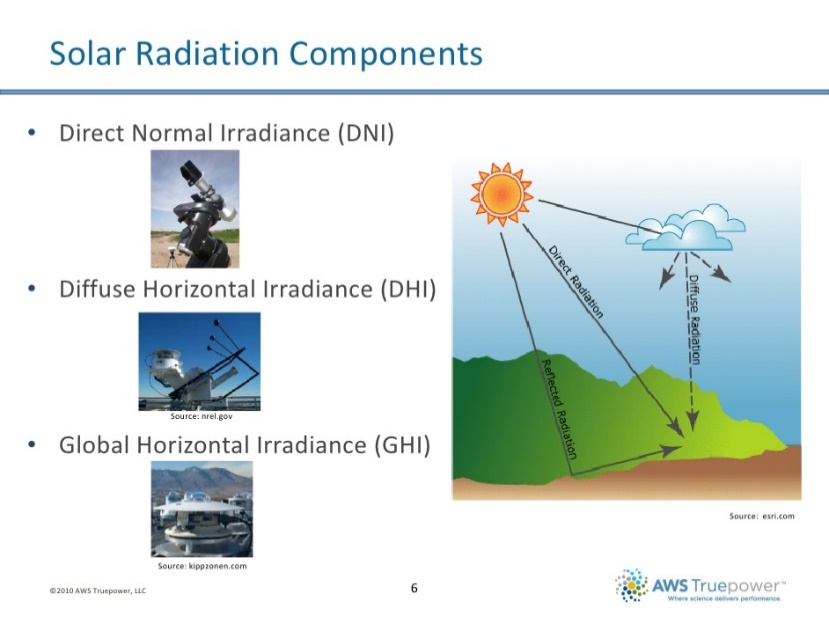 Solar Radiation Components
• Direct Normal Irradiance (DNI)
• Diffuse Horizontal Irradiance (DHI)
Source: nrel.gov
• Global Horizontal Irradiance (GHI)
Source: kippzonen.com
Direct Radiation
Diffuse Radiation
Reflected Radiation
Source: esri.com
©2010 AWS Truepower, LLC
6
AWS Truepower™
Where science delivers performance.